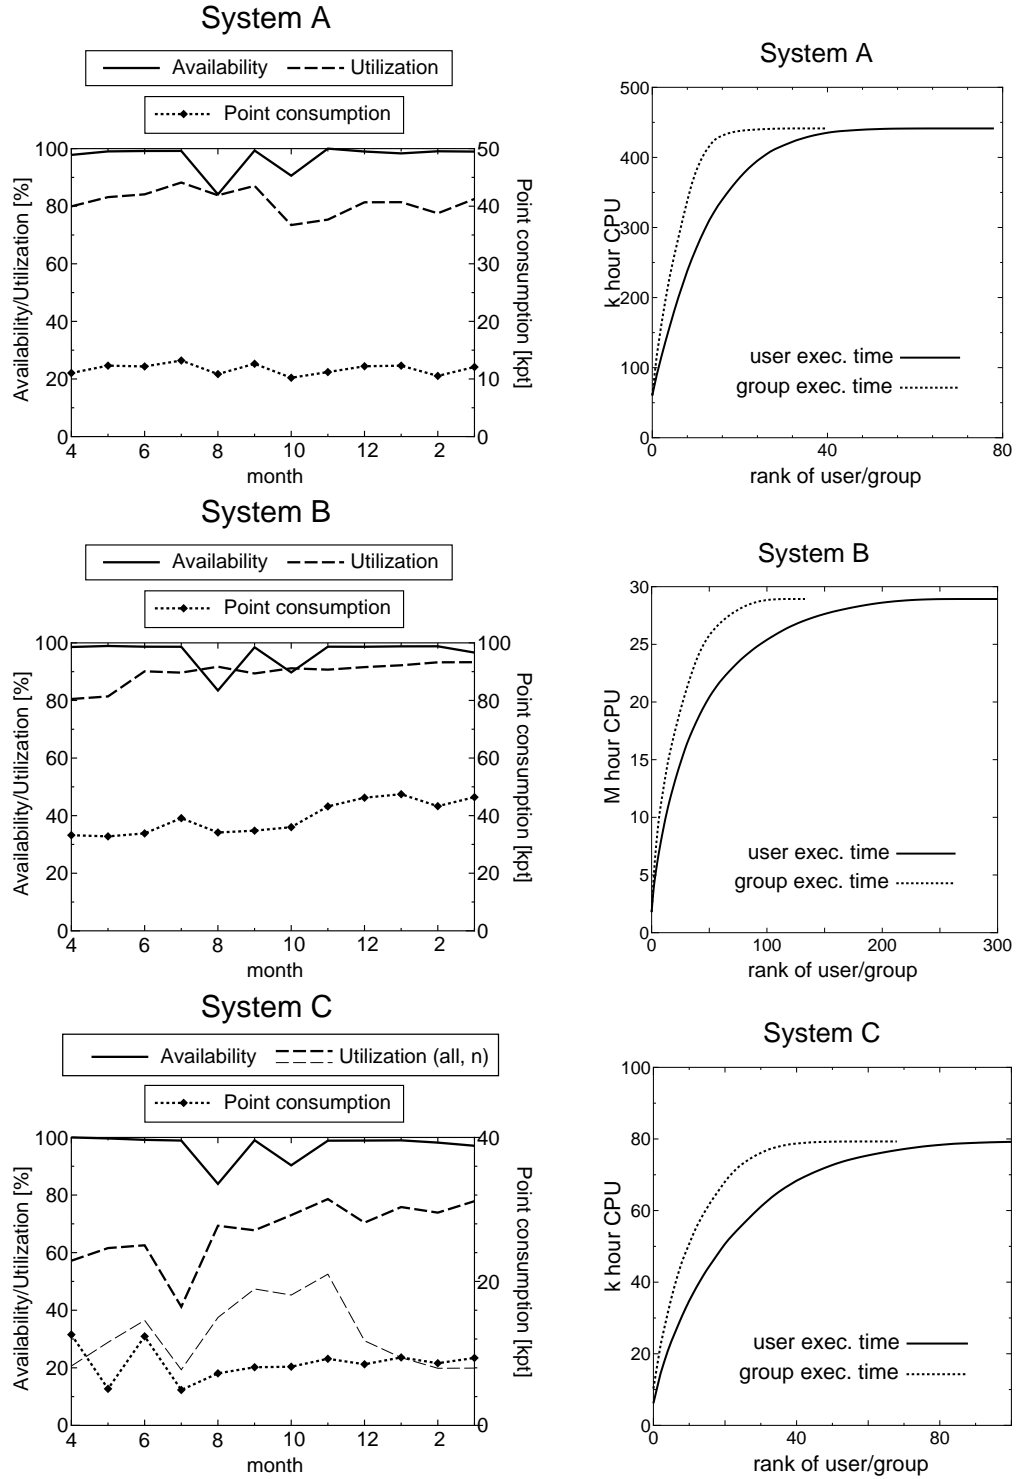 System A
Availability Utilization
Point consumption
100
80
60
40
20
0
Availability/Utilization [%]
50
40
30
20
10
0
Point consumption [kpt]
4 6 8 10 12 2
month
System A
500
400
300
200
100
0
k hour CPU
user exec. time
group exec. time
0 40 80
rank of user/group
System B
Availability Utilization
Point consumption
100
80
60
40
20
0
Availability/Utilization [%]
100
80
60
40
20
0
Point consumption [kpt]
4 6 8 10 12 2
month
System B
30
25
20
15
10
5
0
M hour CPU
user exec. time
group exec. time
0 100 200 300
rank of user/group
System C
Availability Utilization (all, n)
Point consumption
100
80
60
40
20
0
Availability/Utilization [%]
40
20
0
Point consumption [kpt]
4 6 8 10 12 2
month
System C
100
80
60
40
20
0
k hour CPU
user exec. time
group exec. time
0 40 80
rank of user/group